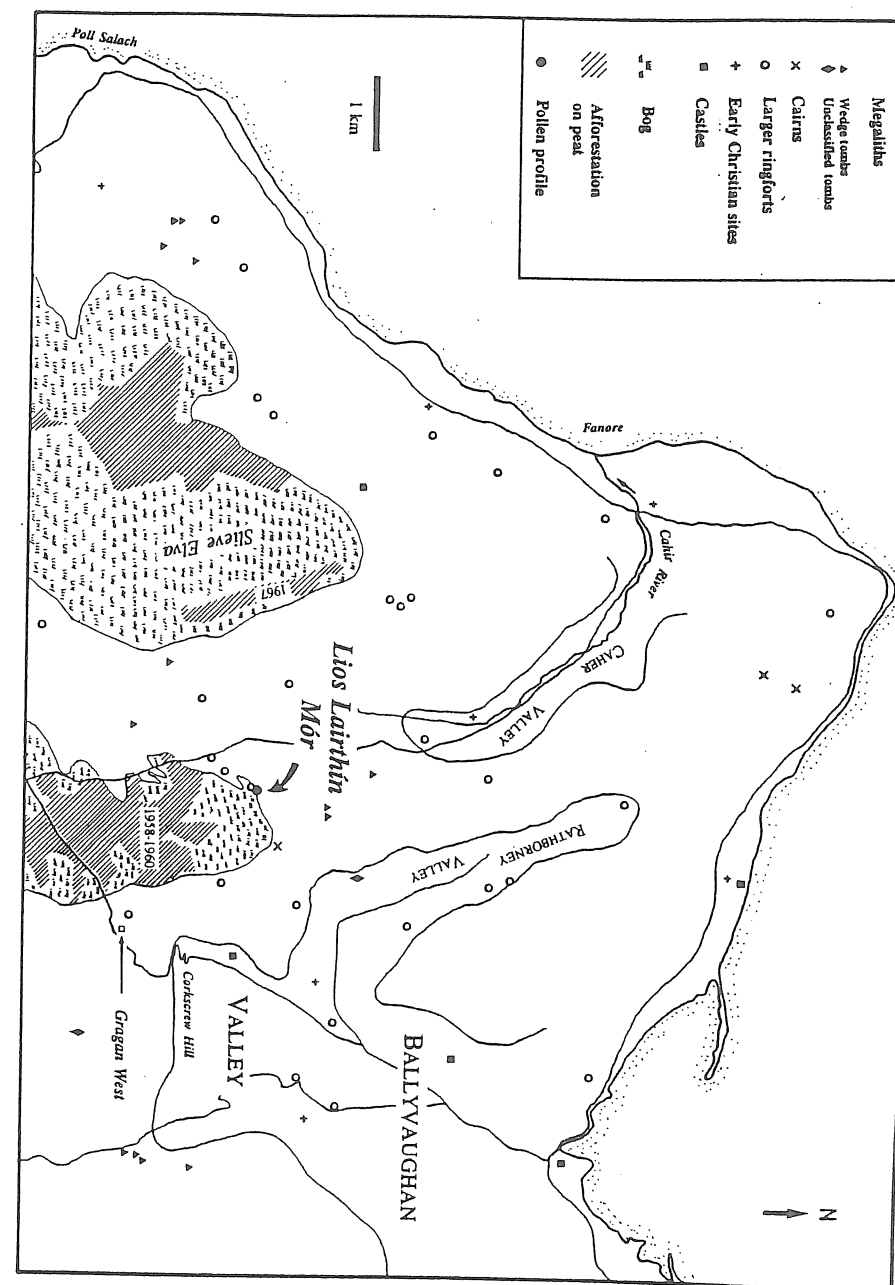 Megaliths
Wedge tombs
Unclassified tombs
Cairns
Larger ringforts
Early Christian sites
Castles
Bog
Afforestation
on peat
Pollen profile
1 km
N
Poll Salach
Fanore
Cahir
River
CAHER
VALLEY
RATHBORNEY
VALLEY
Slieve Elva
1967
Lios Lairthín
Mór
1958-1960
BALLYVAUGHAN
VALLEY
Corkscrew Hill
Gragan West